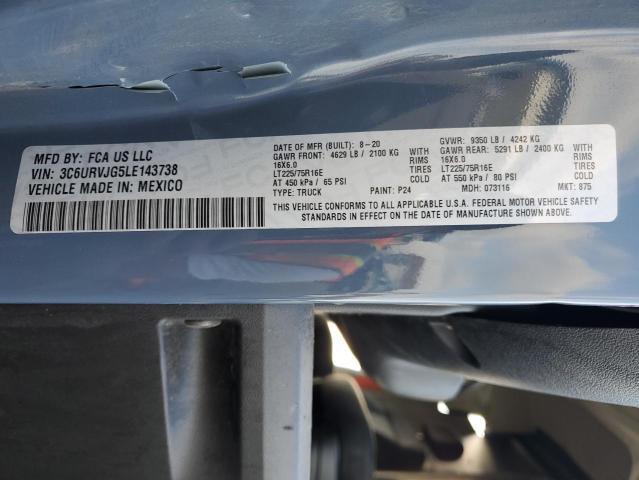 MFD BY: FCA US LLC
VIN: 3C6URVJG5LE143738
VEHICLE MADE IN: MEXICO
DATE OF MFR (BUILT): 8-20
GAWR FRONT: 4629 LB / 2100 KG WITH
16X6.0 RIMS
LT225/75R16E TIRES
AT 450 kPa / 65 PSI COLD
TYPE: TRUCK PAINT: P24
GVWR: 9350 LB / 4242 KG
GAWR REAR: 5291 LB / 2400 KG WITH
16X6.0 RIMS
LT225/75R16E TIRES
AT 550 kPa / 80 PSI COLD
MDH: 073116 MKT: 875
THIS VEHICLE CONFORMS TO ALL APPLICABLE U.S.A. FEDERAL MOTOR VEHICLE SAFETY
STANDARDS IN EFFECT ON THE DATE OF MANUFACTURE SHOWN ABOVE.